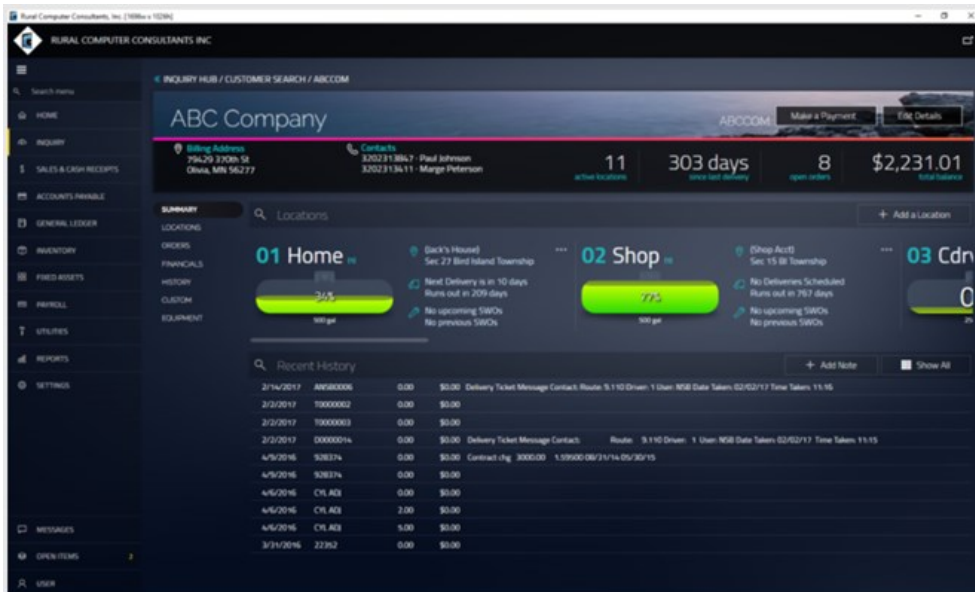 Rural Computer Consultants, Inc. [1696w x 1026h]
RURAL COMPUTER CONSULTANTS INC
Search menu
HOME
INQUIRY
SALES & CASH RECEIPTS
ACCOUNTS PAYABLE
GENERAL LEDGER
INVENTORY
FIXED ASSETS
PAYROLL
UTILITIES
REPORTS
SETTINGS
MESSAGES
OPEN ITEMS 2
USER
INQUIRY HUB / CUSTOMER SEARCH / ABCCOM
ABC Company
ABCCOM
Make a Payment
Edit Details
Billing Address
79429 370th St
Olivia, MN 56277
Contacts
3202313847 - Paul Johnson
3202313411 - Marge Peterson
11
active locations
303 days
since last delivery
8
open orders
$2,231.01
total balance
SUMMARY
LOCATIONS
ORDERS
FINANCIALS
HISTORY
CUSTOM
EQUIPMENT
Locations
+ Add a Location
01 Home
34%
500 gal
(Jack's House)
Sec 27 Bird Island Township
Next Delivery is in 10 days
Runs out in 209 days
No upcoming SWOs
No previous SWOs
02 Shop
77%
500 gal
(Shop Acct)
Sec 15 BI Township
No Deliveries Scheduled
Runs out in 767 days
No upcoming SWOs
No previous SWOs
03
0
Recent History
+ Add Note
Show All
2/14/2017 ANSB0006 0.00 $0.00 Delivery Ticket Message Contact: Route: 9.110 Driver: 1 User: NSB Date Taken: 02/02/17 Time Taken: 11:16
2/2/2017 T0000002 0.00 $0.00
2/2/2017 T0000003 0.00 $0.00
2/2/2017 D0000014 0.00 $0.00 Delivery Ticket Message Contact: Route: 9.110 Driver: 1 User: NSB Date Taken: 02/02/17 Time Taken: 11:15
4/9/2016 928374 0.00 $0.00 Contract chg 3000.00 1.59500 08/31/14 05/30/15
4/9/2016 928374 0.00 $0.00
4/6/2016 CYL ADJ 0.00 $0.00
4/6/2016 CYL ADJ 2.00 $0.00
4/6/2016 CYL ADJ 5.00 $0.00
3/31/2016 22352 0.00 $0.00